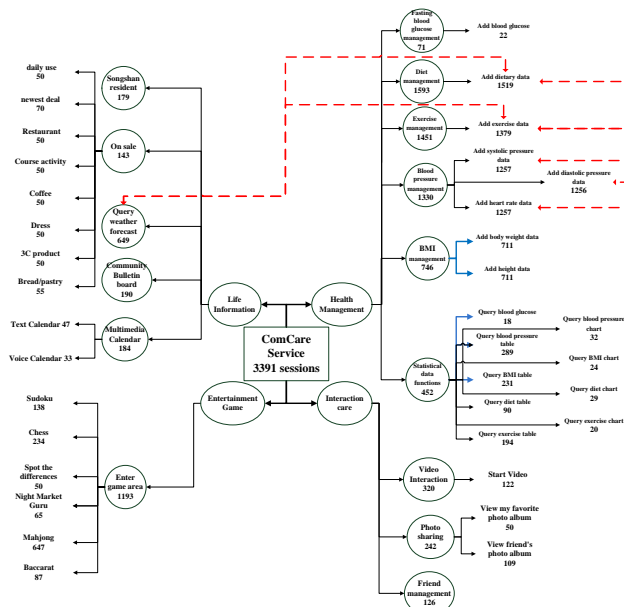 Fasting
blood
glucose
management
71
Add blood glucose
22
daily use
50
Songshan
resident
179
Diet
management
1593
Add dietary data
1519
newest deal
70
Restaurant
50
On sale
143
Exercise
management
1451
Add exercise data
1379
Course activity
50
Blood
pressure
management
1330
Add systolic pressure
data
1257
Add diastolic pressure
data
1256
Add heart rate data
1257
Coffee
50
Dress
50
Query
weather
forecast
649
3C product
50
BMI
management
746
Add body weight data
711
Add height data
711
Bread/pastry
55
Community
Bulletin
board
190
Life
Information
Health
Management
Text Calendar 47
Voice Calendar 33
Multimedia
Calendar
184
ComCare
Service
3391 sessions
Statistical
data
functions
452
Query blood glucose
18
Query blood pressure
table
289
Query BMI table
231
Query diet table
90
Query exercise table
194
Query blood pressure
chart
32
Query BMI chart
24
Query diet chart
29
Query exercise chart
20
Entertainment
Game
Interaction
care
Sudoku
138
Chess
234
Spot the
differences
50
Night Market
Guru
65
Mahjong
647
Baccarat
87
Enter
game area
1193
Video
Interaction
320
Start Video
122
Photo
sharing
242
View my favorite
photo album
50
View friend's
photo album
109
Friend
management
126